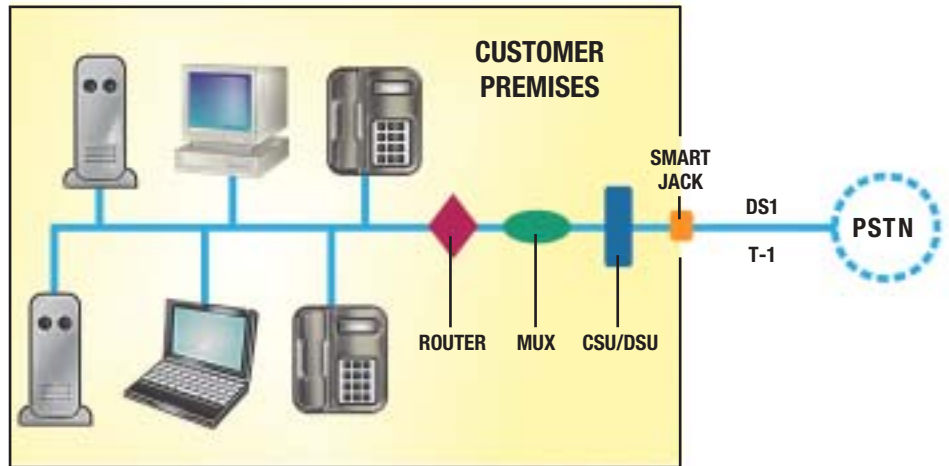 CUSTOMER
PREMISES
SMART
JACK
DS1
T-1
PSTN
ROUTER
MUX
CSU/DSU